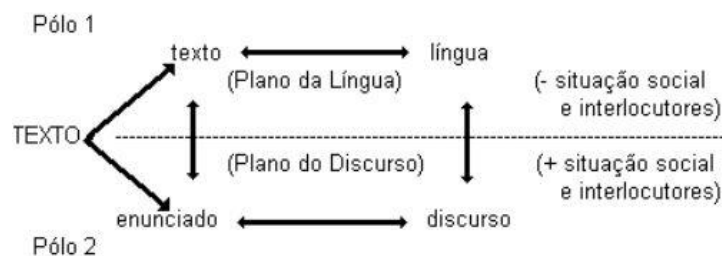 Pólo 1
texto língua
(Plano da Língua) (- situação social
e interlocutores)
TEXTO
(Plano do Discurso) (+ situação social
e interlocutores)
enunciado discurso
Pólo 2